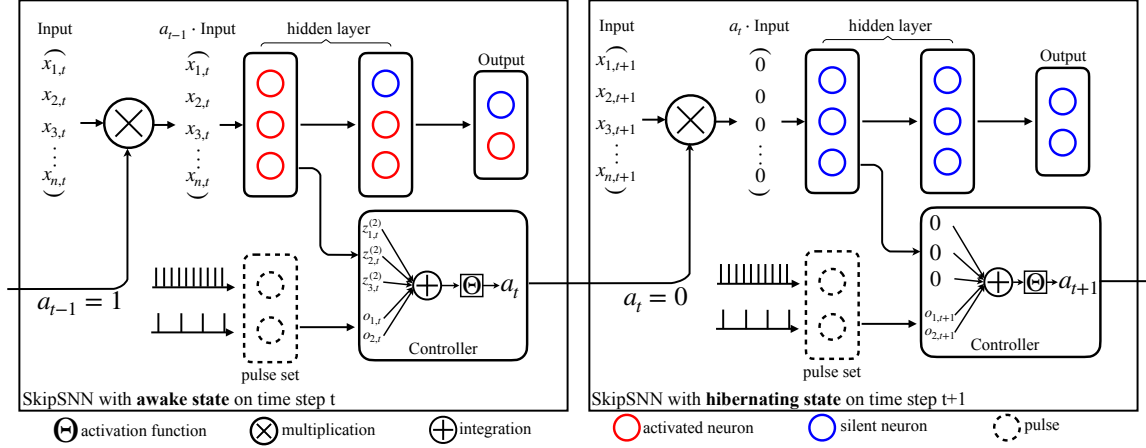 Input
a_{t-1} · Input
hidden layer
x_{1,t}
x_{2,t}
x_{3,t}
x_{n,t}
x_{1,t}
x_{2,t}
x_{3,t}
x_{n,t}
Output
a_{t-1} = 1
z^{(2)}_{1,t}
z^{(2)}_{2,t}
z^{(2)}_{3,t}
o_{1,t}
o_{2,t}
Θ
a_t
Controller
pulse set
SkipSNN with awake state on time step t
Input
a_t · Input
hidden layer
x_{1,t+1}
x_{2,t+1}
x_{3,t+1}
x_{n,t+1}
0
0
0
0
Output
a_t = 0
0
0
0
o_{1,t+1}
o_{2,t+1}
Θ
a_{t+1}
Controller
pulse set
SkipSNN with hibernating state on time step t+1
Θ activation function
multiplication
integration
activated neuron
silent neuron
pulse